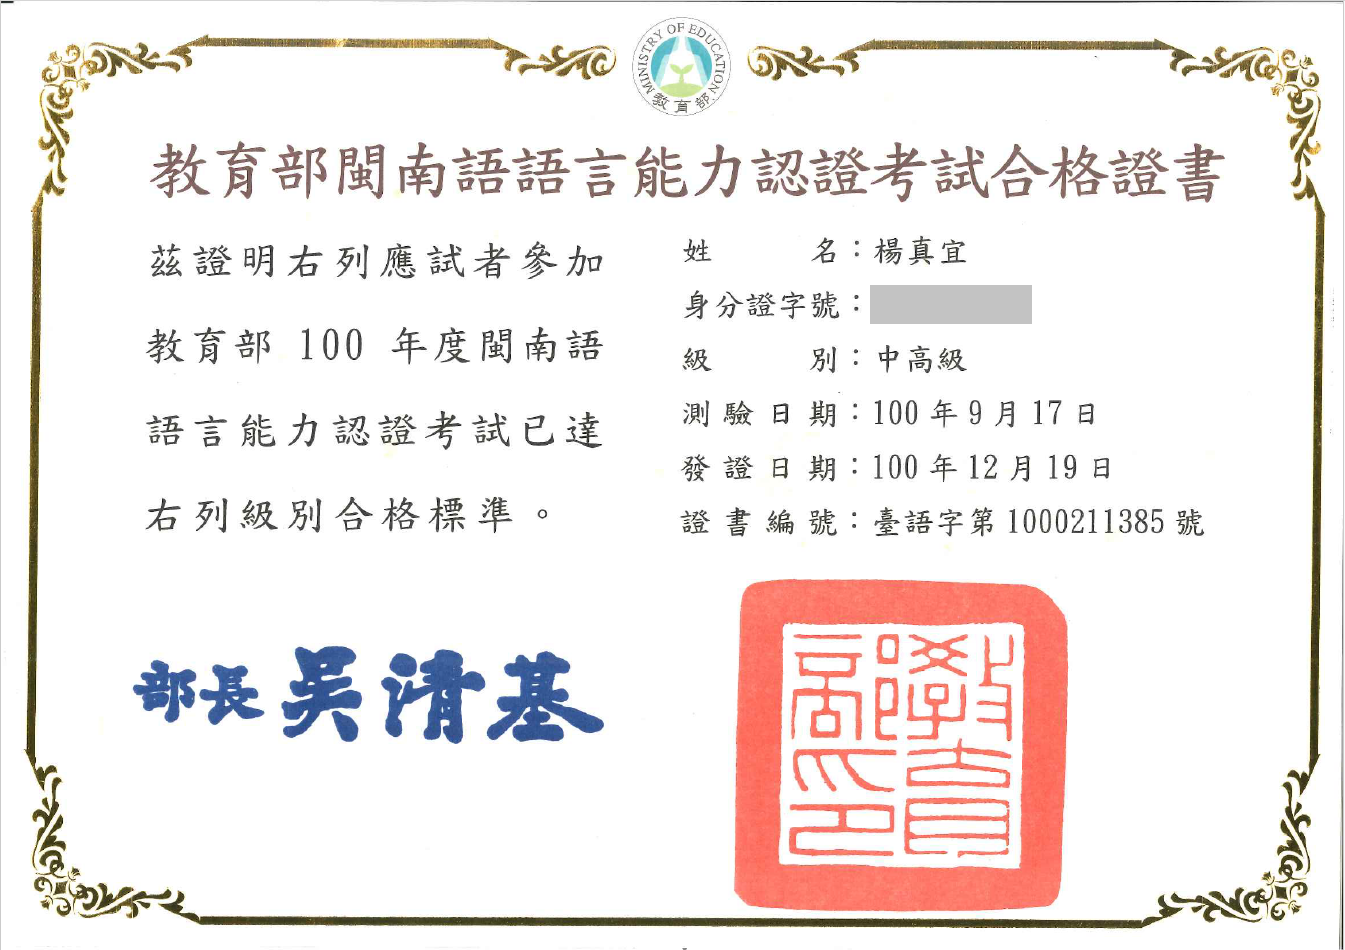 MINISTRY OF EDUCATION
教育部
教育部閩南語語言能力認證考試合格證書
茲證明右列應試者參加
教育部 100 年度閩南語
語言能力認證考試已達
右列級別合格標準。
姓名：楊真宜
身分證字號：
級別：中高級
測驗日期：100 年 9 月 17 日
發證日期：100 年 12 月 19 日
證書編號：臺語字第 1000211385 號
部長 吳清基
教育部印